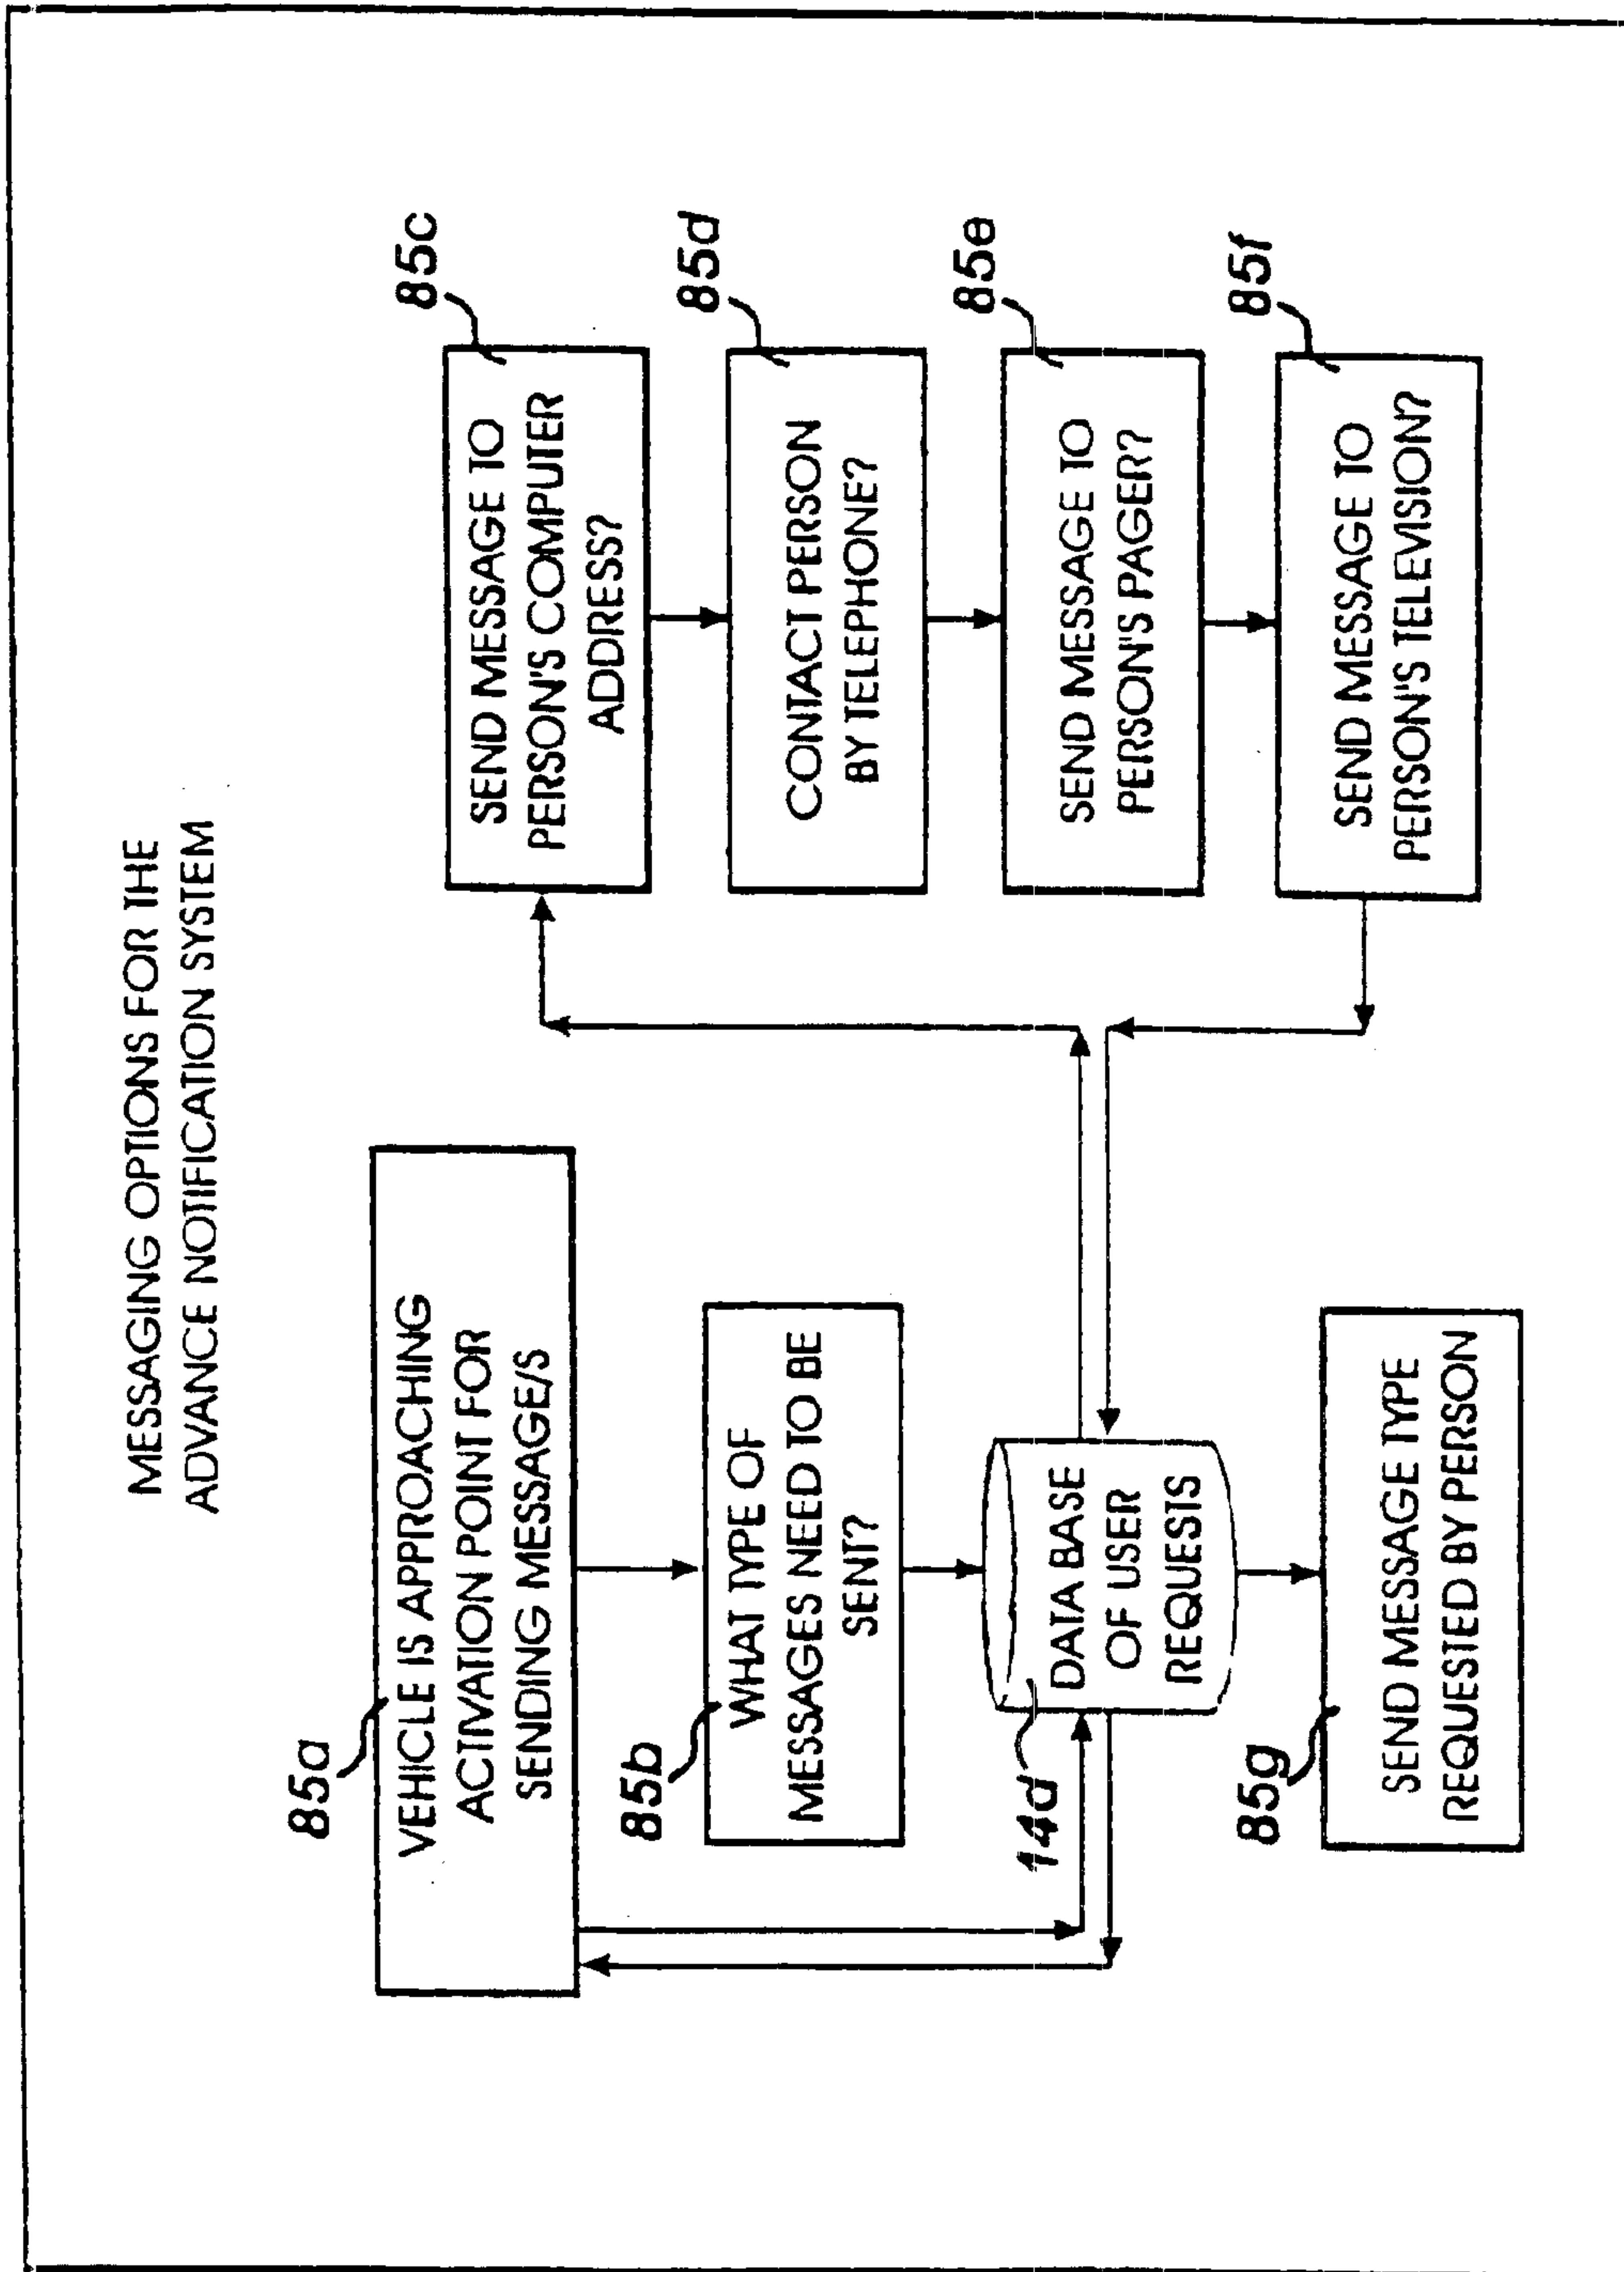 MESSAGING OPTIONS FOR THE
ADVANCE NOTIFICATION SYSTEM
85a
VEHICLE IS APPROACHING
ACTIVATION POINT FOR
SENDING MESSAGE/S
85b
WHAT TYPE OF
MESSAGES NEED TO BE
SENT?
14d
DATA BASE
OF USER
REQUESTS
85g
SEND MESSAGE TYPE
REQUESTED BY PERSON
85c
SEND MESSAGE TO
PERSON'S COMPUTER
ADDRESS?
85d
CONTACT PERSON
BY TELEPHONE?
85e
SEND MESSAGE TO
PERSON'S PAGER?
85f
SEND MESSAGE TO
PERSON'S TELEVISION?